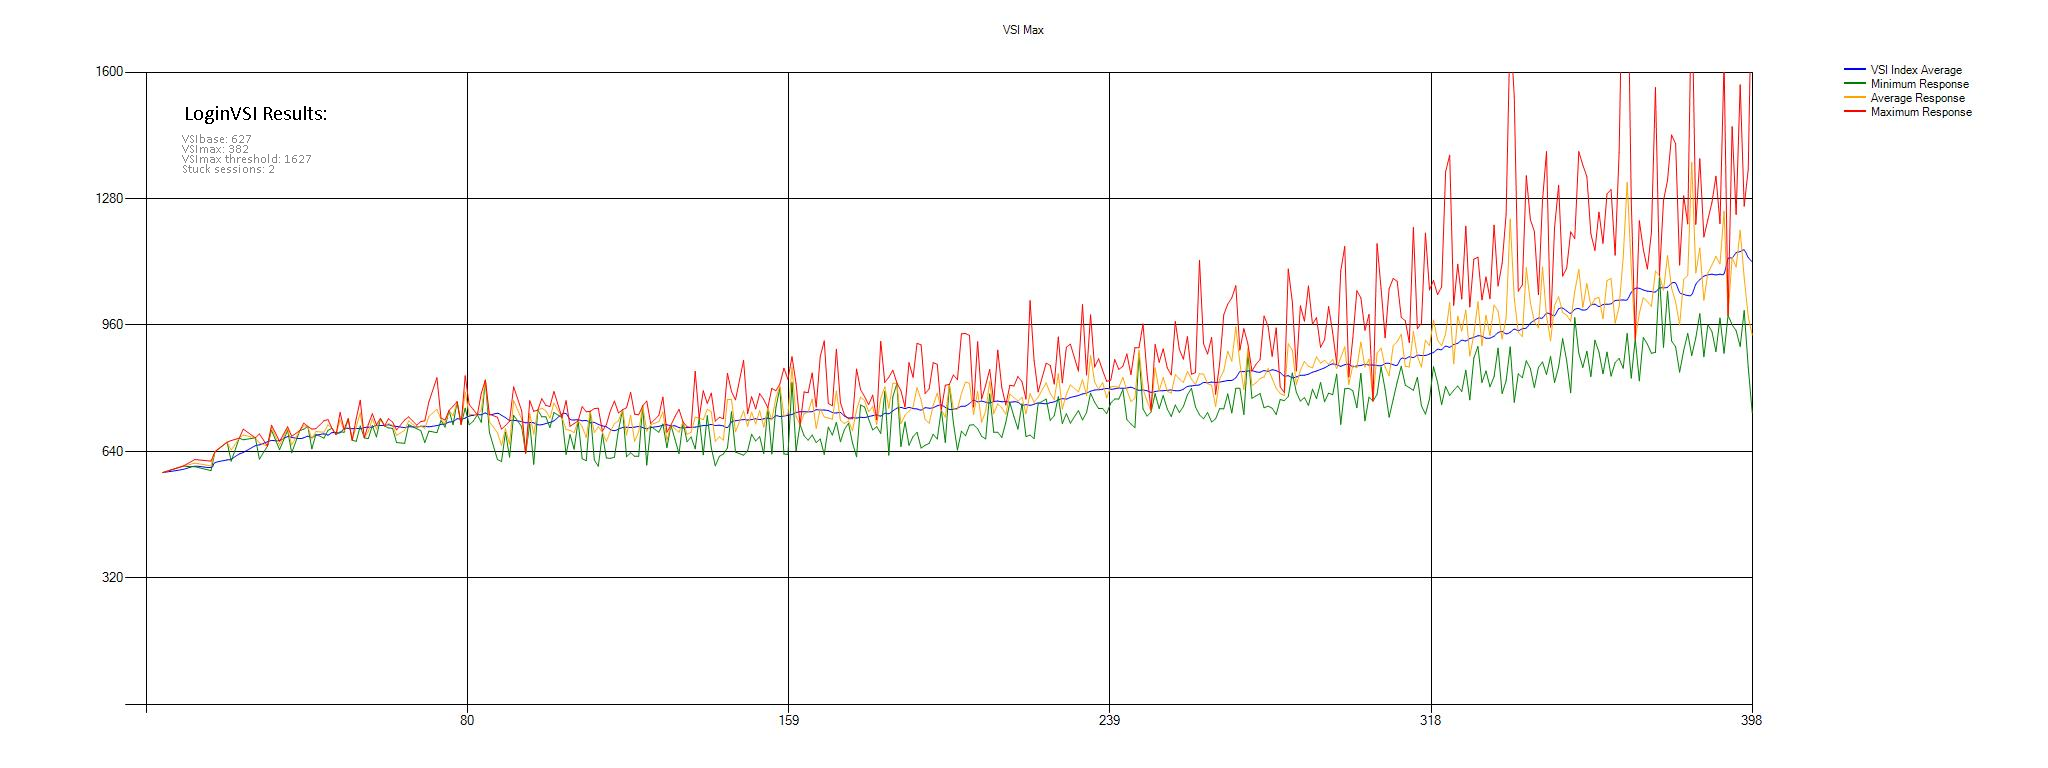 VSI Max
1600
1280
960
640
320
80
159
239
318
398
LoginVSI Results:
VSIbase: 627
VSImax: 382
VSImax threshold: 1627
Stuck sessions: 2
VSI Index Average
Minimum Response
Average Response
Maximum Response